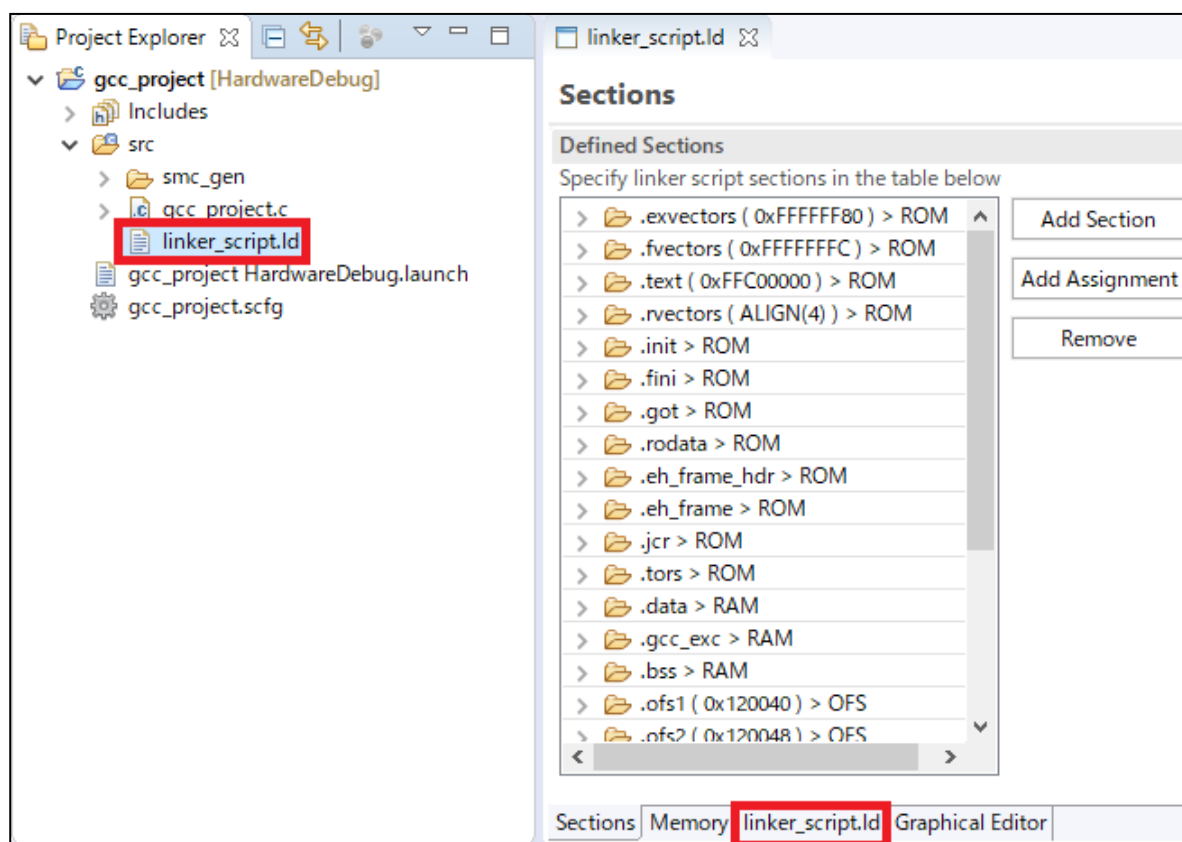 Project Explorer
gcc_project [HardwareDebug]
Includes
src
smc_gen
gcc_project.c
linker_script.ld
gcc_project HardwareDebug.launch
gcc_project.scfg
linker_script.ld
Sections
Defined Sections
Specify linker script sections in the table below
.exvectors ( 0xFFFFFF80 ) > ROM
.fvectors ( 0xFFFFFFFC ) > ROM
.text ( 0xFFC00000 ) > ROM
.rvectors ( ALIGN(4) ) > ROM
.init > ROM
.fini > ROM
.got > ROM
.rodata > ROM
.eh_frame_hdr > ROM
.eh_frame > ROM
.jcr > ROM
.tors > ROM
.data > RAM
.gcc_exc > RAM
.bss > RAM
.ofs1 ( 0x120040 ) > OFS
.ofs2 ( 0x120048 ) > OFS
Add Section
Add Assignment
Remove
Sections Memory linker_script.ld Graphical Editor